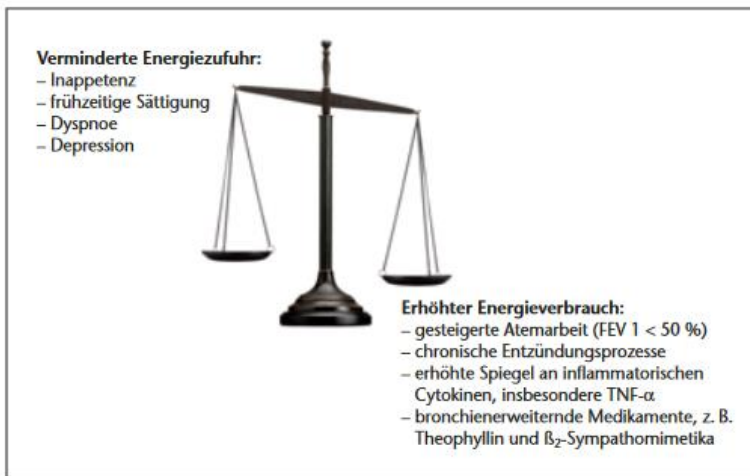 Verminderte Energiezufuhr:
– Inappetenz
– frühzeitige Sättigung
– Dyspnoe
– Depression
Erhöhter Energieverbrauch:
– gesteigerte Atemarbeit (FEV 1 < 50 %)
– chronische Entzündungsprozesse
– erhöhte Spiegel an inflammatorischen
Cytokinen, insbesondere TNF-α
– bronchienerweiternde Medikamente, z. B.
Theophyllin und ß₂-Sympathomimetika